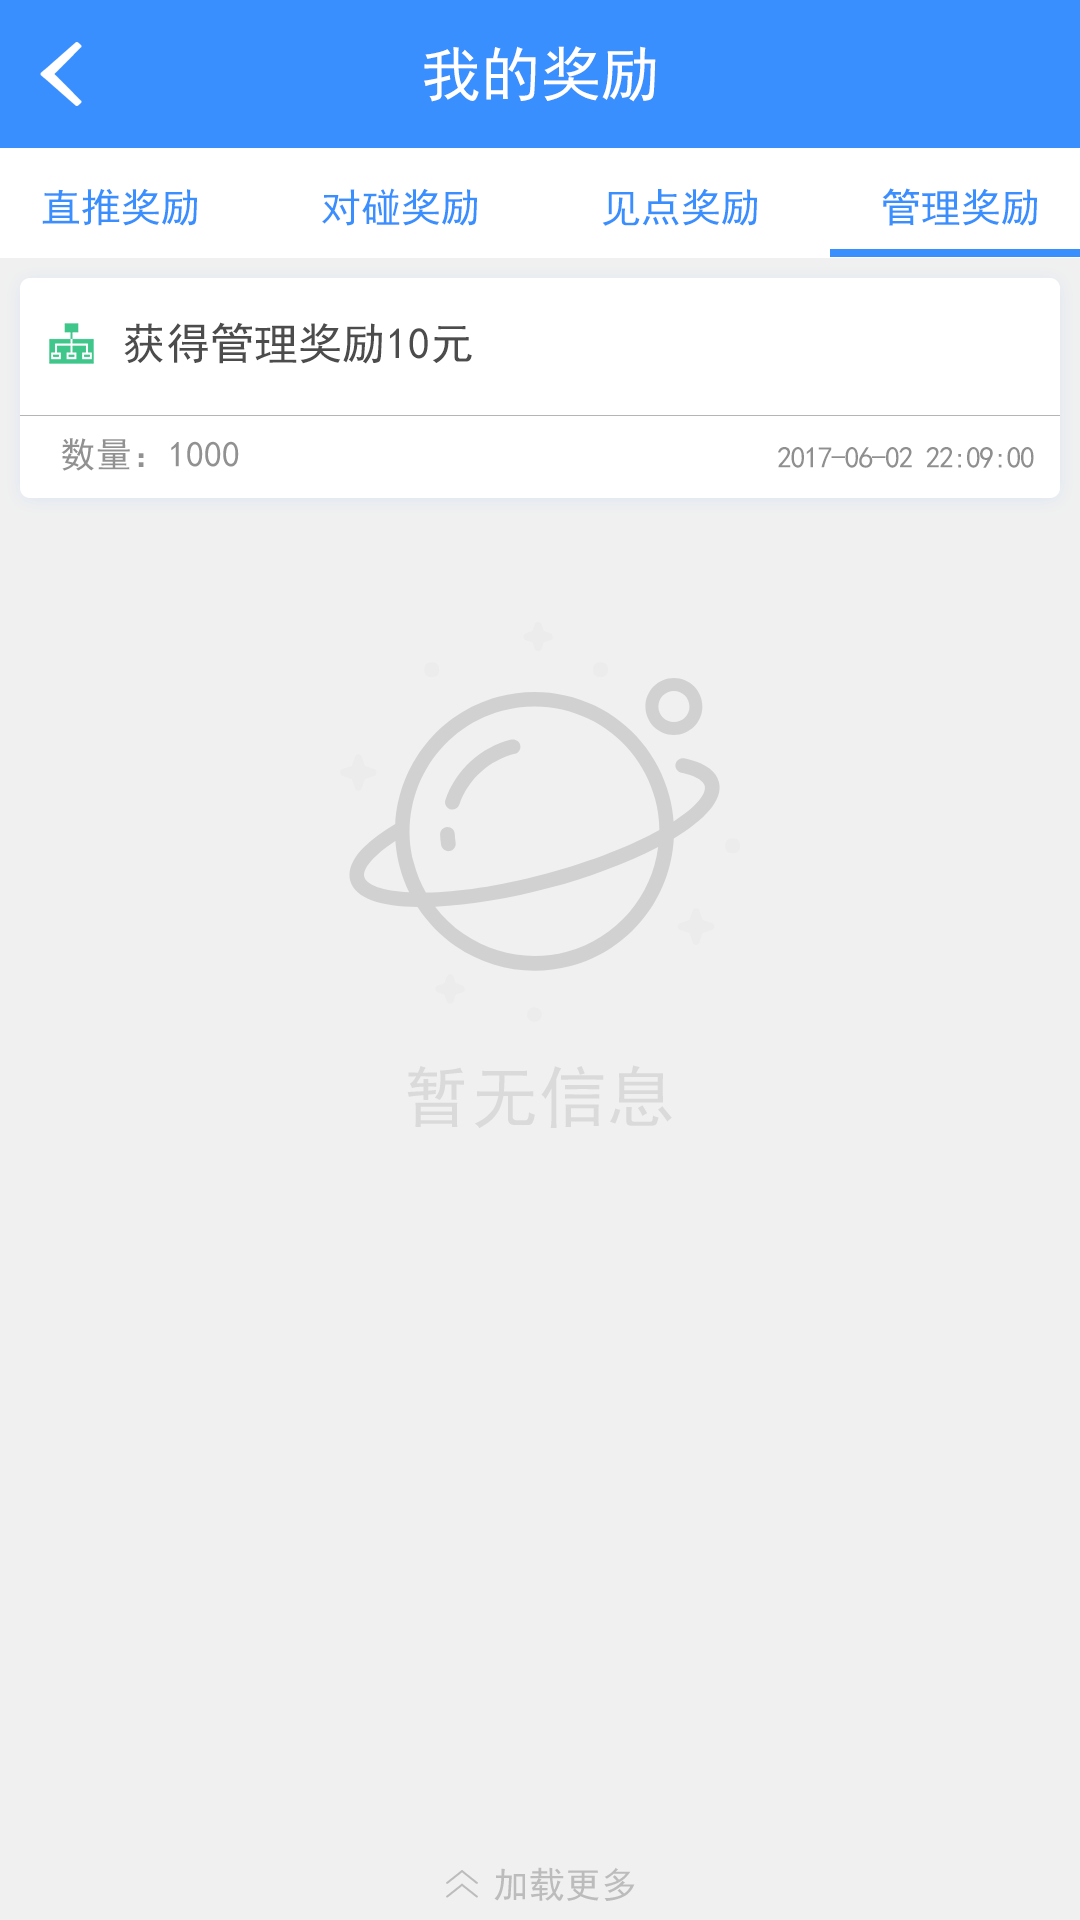 我的奖励
直推奖励 对碰奖励 见点奖励 管理奖励
获得管理奖励10元
数量：1000 2017-06-02 22:09:00
暂无信息
加载更多